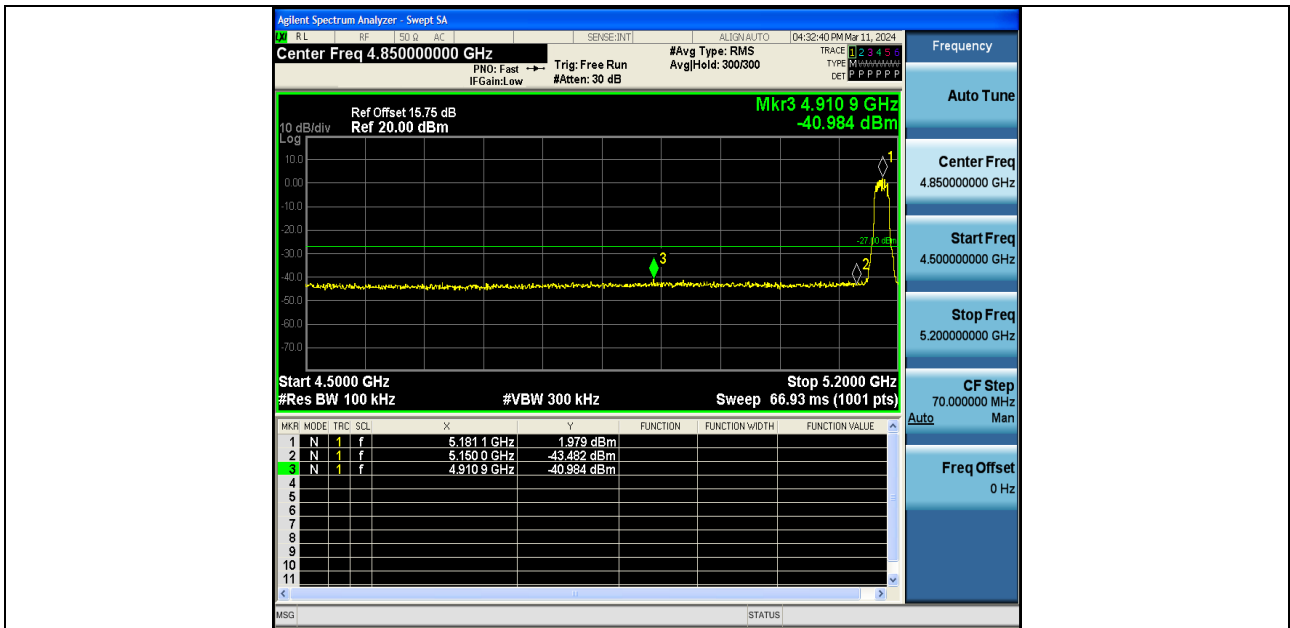 Agilent Spectrum Analyzer - Swept SA
LXI RL RF 50 Ω AC SENSE:INT ALIGN AUTO 04:32:40 PM Mar 11, 2024
Center Freq 4.850000000 GHz
PNO: Fast
IFGain:Low
Trig: Free Run
#Atten: 30 dB
#Avg Type: RMS
Avg|Hold: 300/300
TRACE 1 2 3 4 5 6
TYPE M
DET P P P P P P
Mkr3 4.910 9 GHz
-40.984 dBm
Ref Offset 15.75 dB
10 dB/div Ref 20.00 dBm
Log
10.0
0.00
-10.0
-20.0
-30.0
-40.0
-50.0
-60.0
-70.0
1
-27.00 dBm
3
2
Start 4.5000 GHz Stop 5.2000 GHz
#Res BW 100 kHz #VBW 300 kHz Sweep 66.93 ms (1001 pts)
MKR MODE TRC SCL X Y FUNCTION FUNCTION WIDTH FUNCTION VALUE
1 N 1 f 5.181 1 GHz 1.979 dBm
2 N 1 f 5.150 0 GHz -43.482 dBm
3 N 1 f 4.910 9 GHz -40.984 dBm
4
5
6
7
8
9
10
11
MSG STATUS
Frequency
Auto Tune
Center Freq
4.850000000 GHz
Start Freq
4.500000000 GHz
Stop Freq
5.200000000 GHz
CF Step
70.000000 MHz
Auto Man
Freq Offset
0 Hz